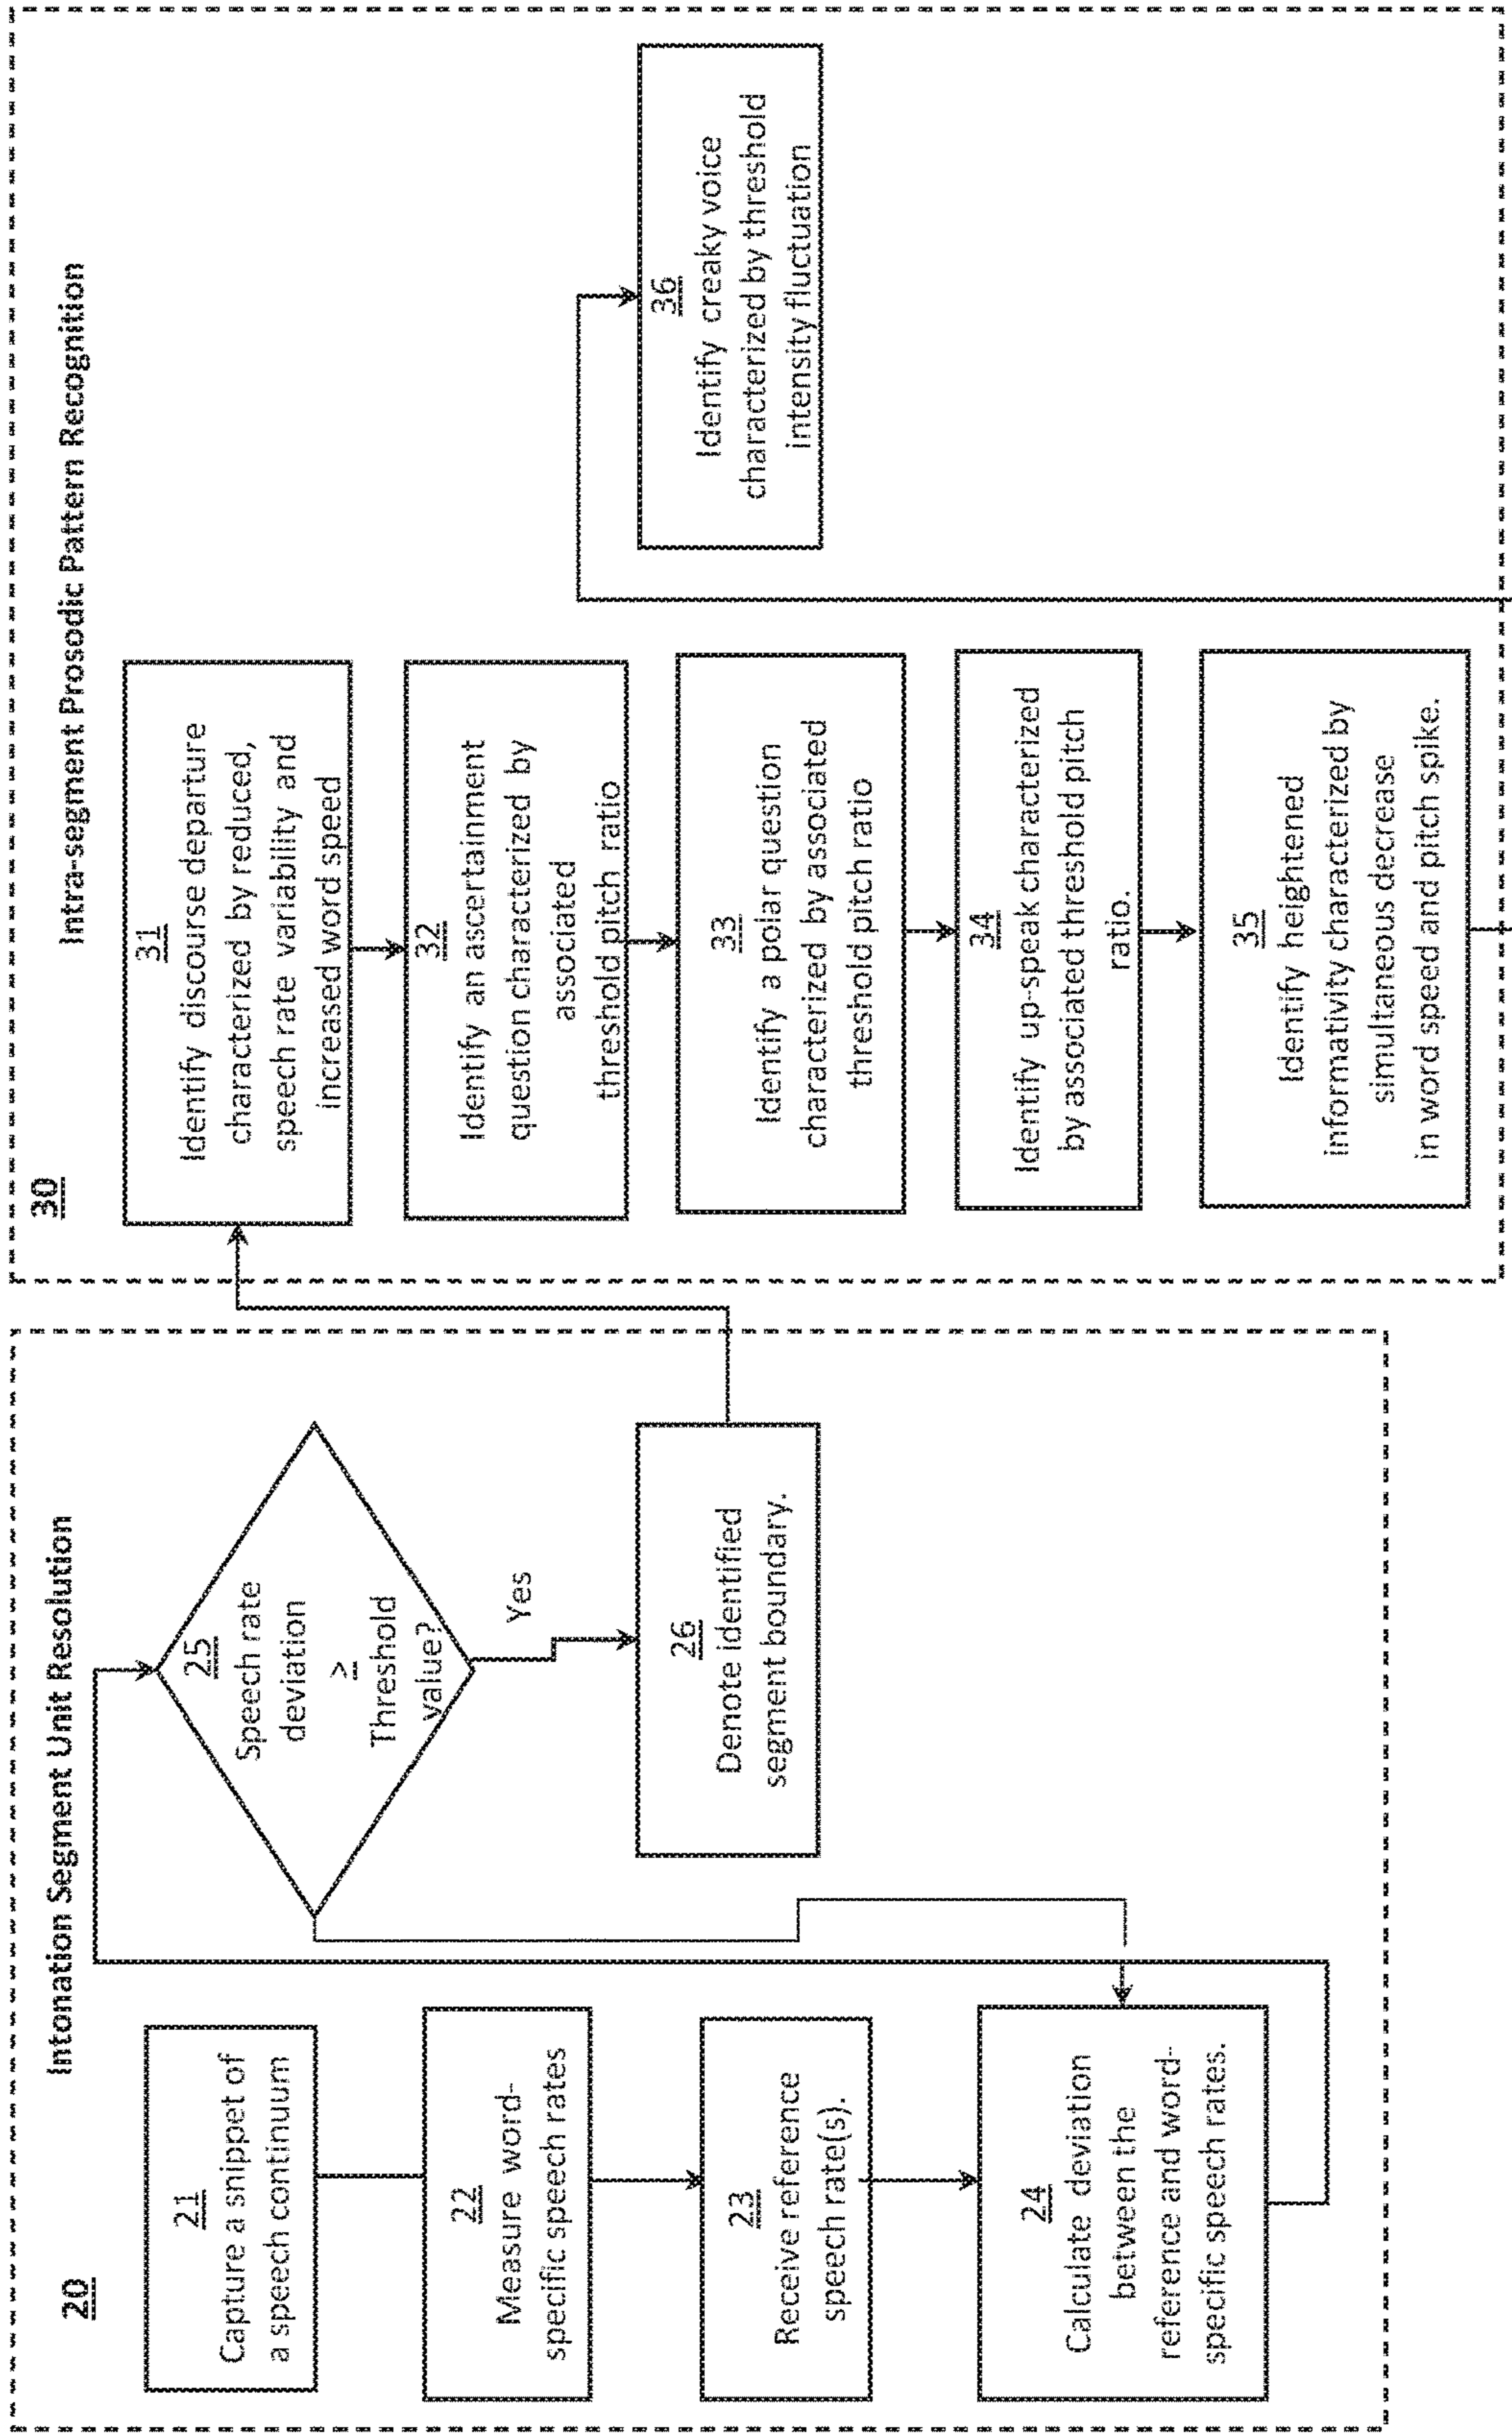 20
Intonation Segment Unit Resolution
21
Capture a snippet of
a speech continuum
22
Measure word-
specific speech rates
23
Receive reference
speech rate(s).
24
Calculate deviation
between the
reference and word-
specific speech rates.
25
Speech rate
deviation
≥
Threshold
value?
Yes
26
Denote identified
segment boundary.
30
Intra-segment Prosodic Pattern Recognition
31
Identify discourse departure
characterized by reduced,
speech rate variability and
increased word speed
32
Identify an ascertainment
question characterized by
associated
threshold pitch ratio
33
Identify a polar question
characterized by associated
threshold pitch ratio
34
Identify up-speak characterized
by associated threshold pitch
ratio.
35
Identify heightened
informativity characterized by
simultaneous decrease
in word speed and pitch spike.
36
Identify creaky voice
characterized by threshold
intensity fluctuation